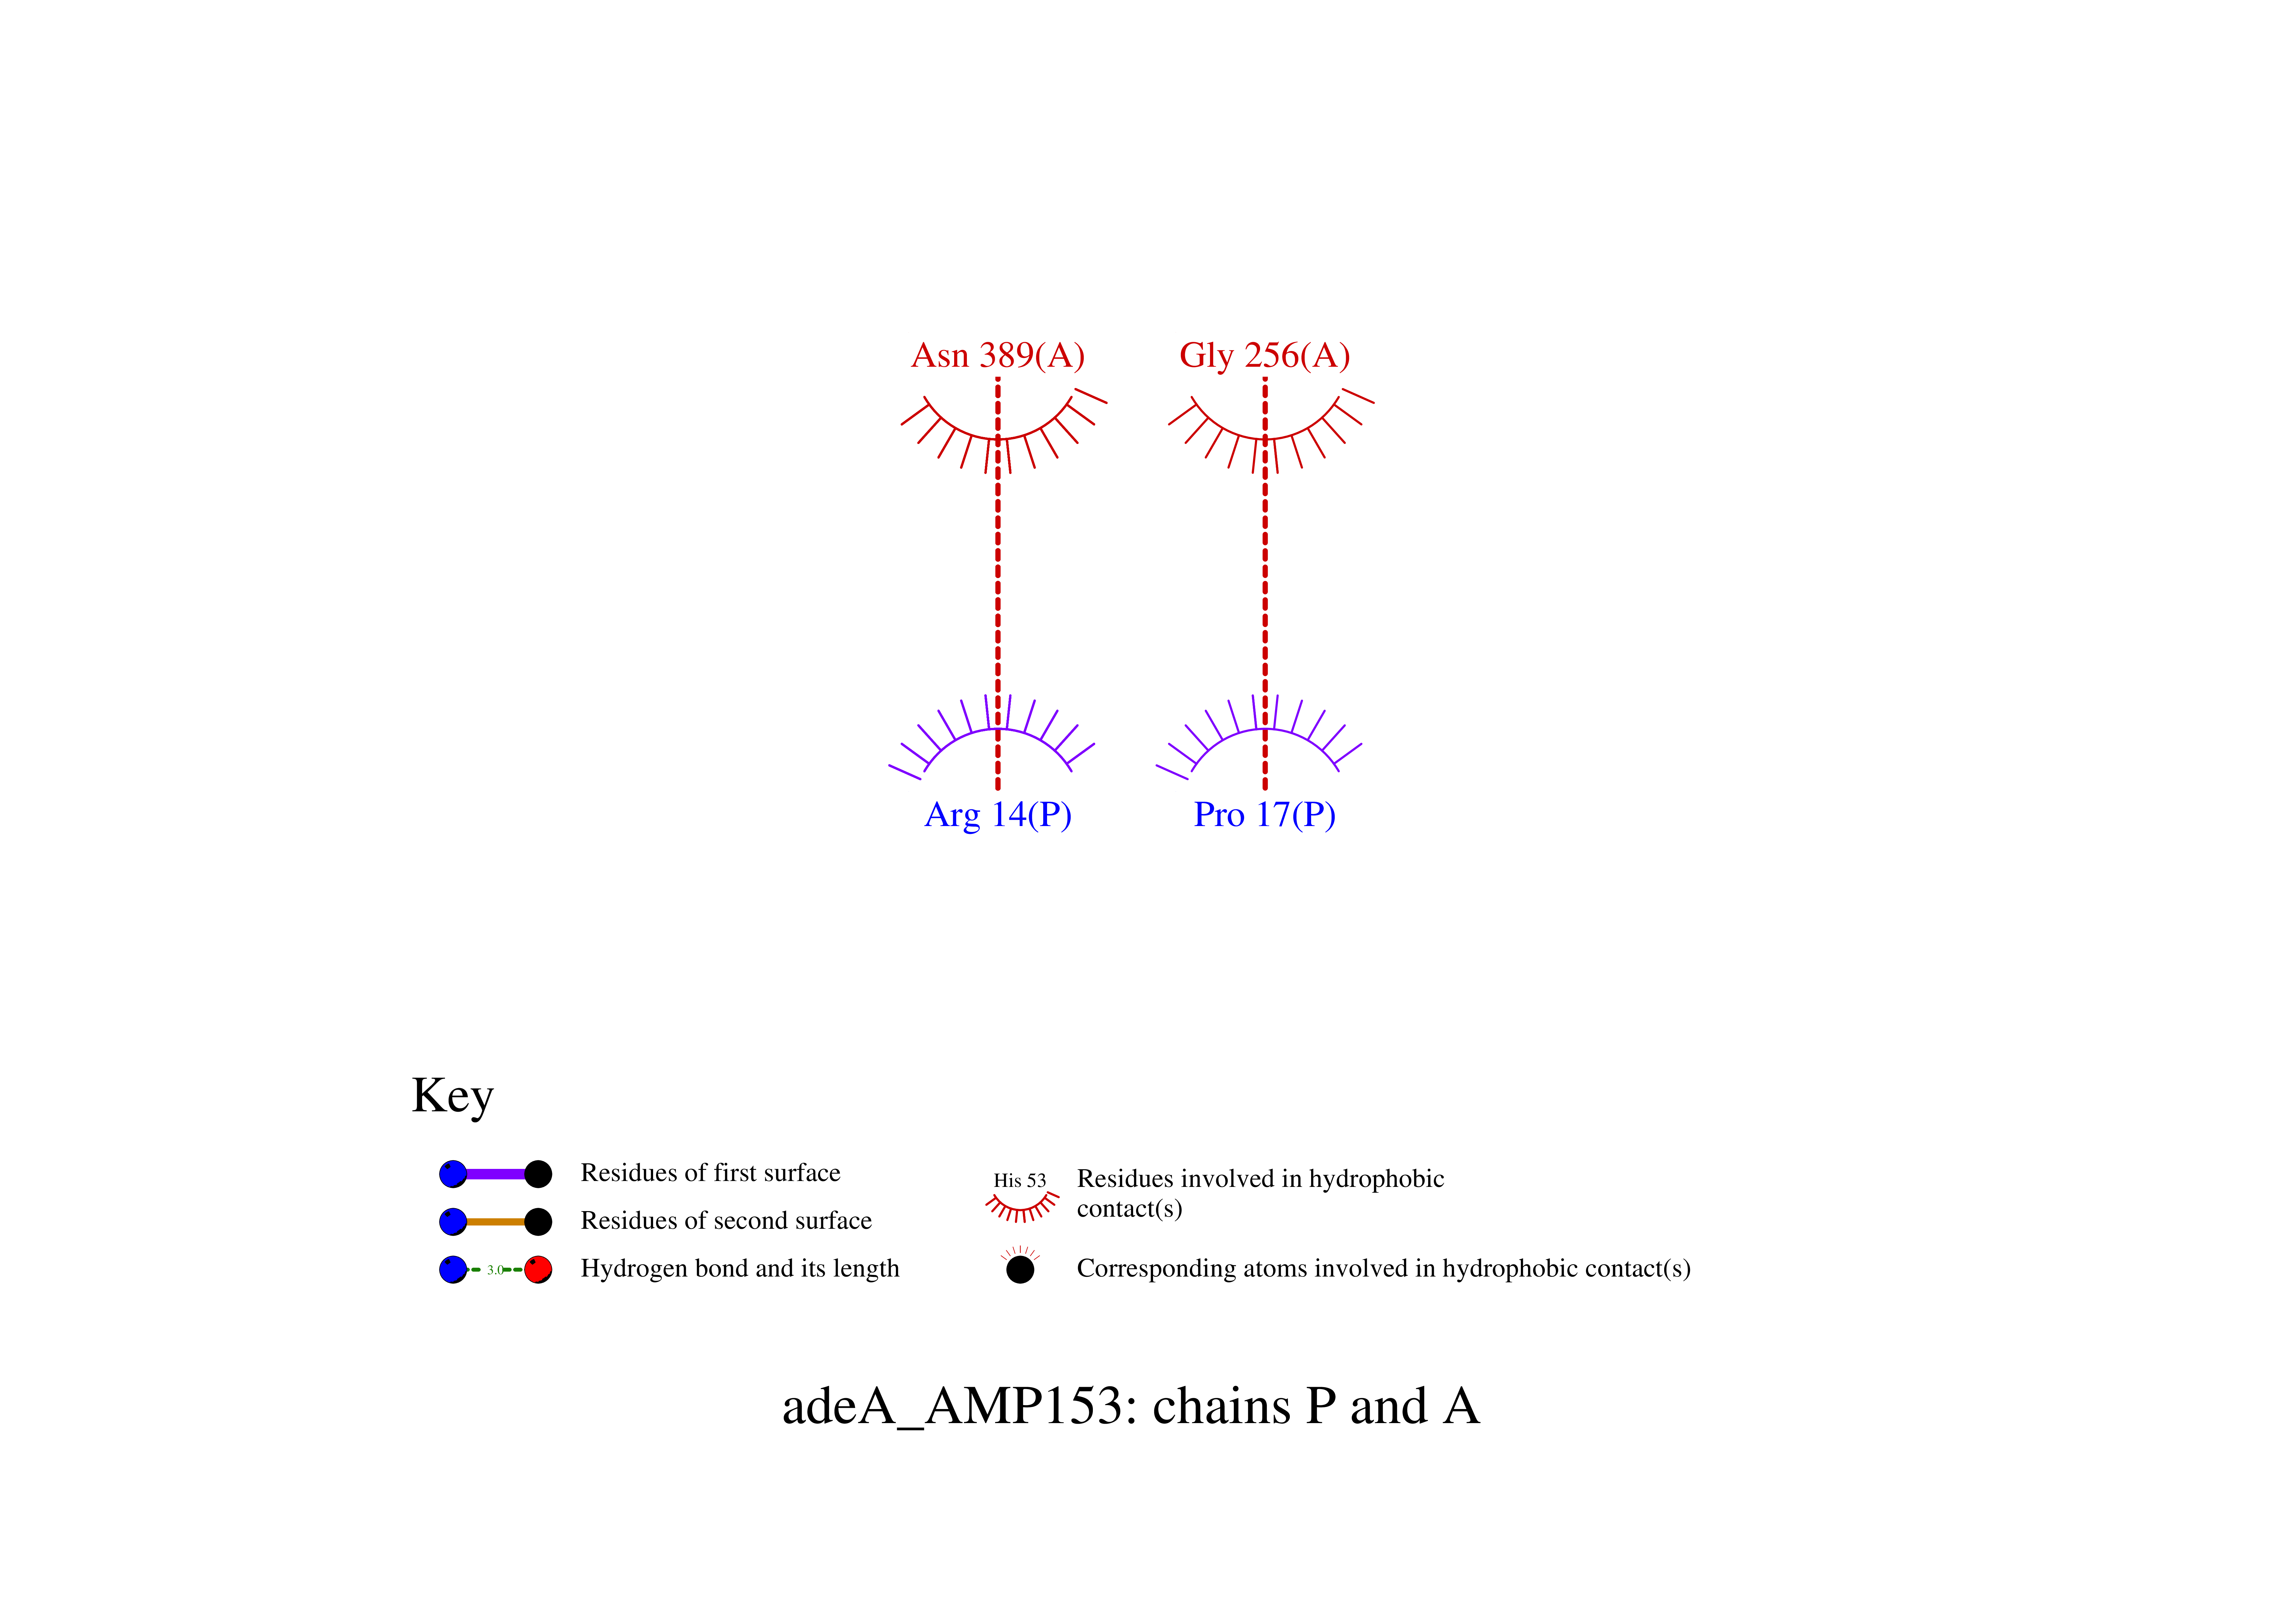 Asn 389(A) Gly 256(A)
Arg 14(P) Pro 17(P)
Key
Residues of first surface
Residues of second surface
3.0 Hydrogen bond and its length
His 53 Residues involved in hydrophobic
contact(s)
Corresponding atoms involved in hydrophobic contact(s)
adeA_AMP153: chains P and A